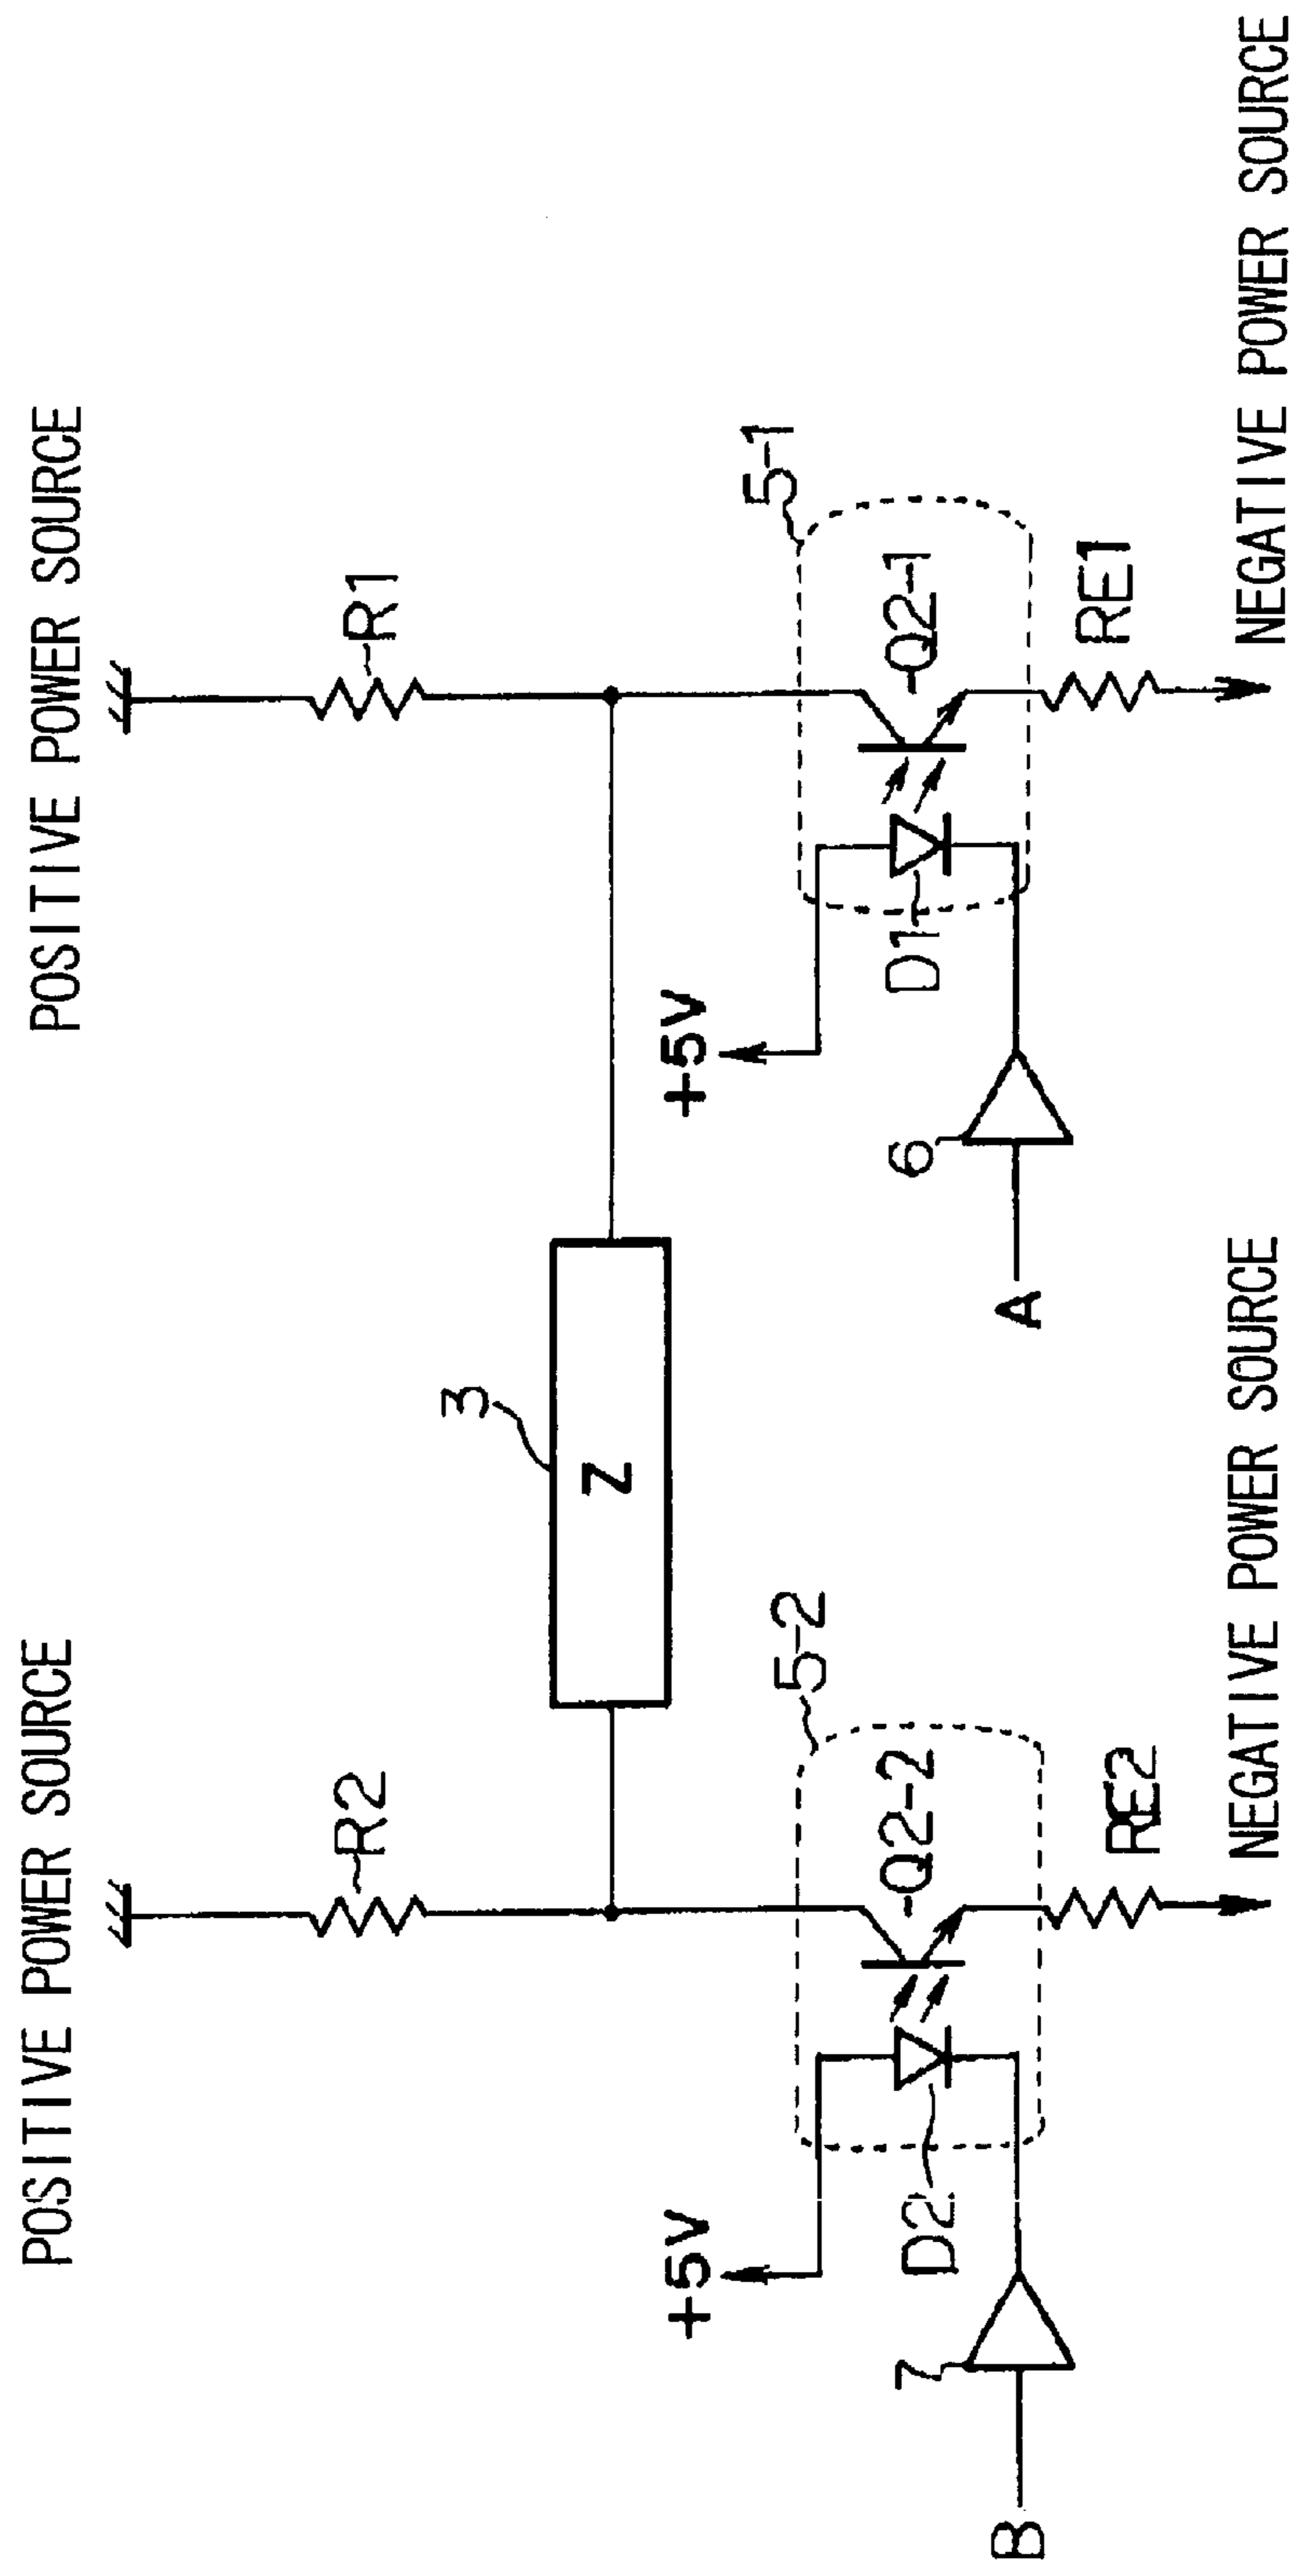 POSITIVE POWER SOURCE
POSITIVE POWER SOURCE
R2
R1
3
Z
+5V
+5V
5-2
5-1
D2
Q2-2
D1
Q2-1
7
6
B
A
RE2
RE1
NEGATIVE POWER SOURCE
NEGATIVE POWER SOURCE